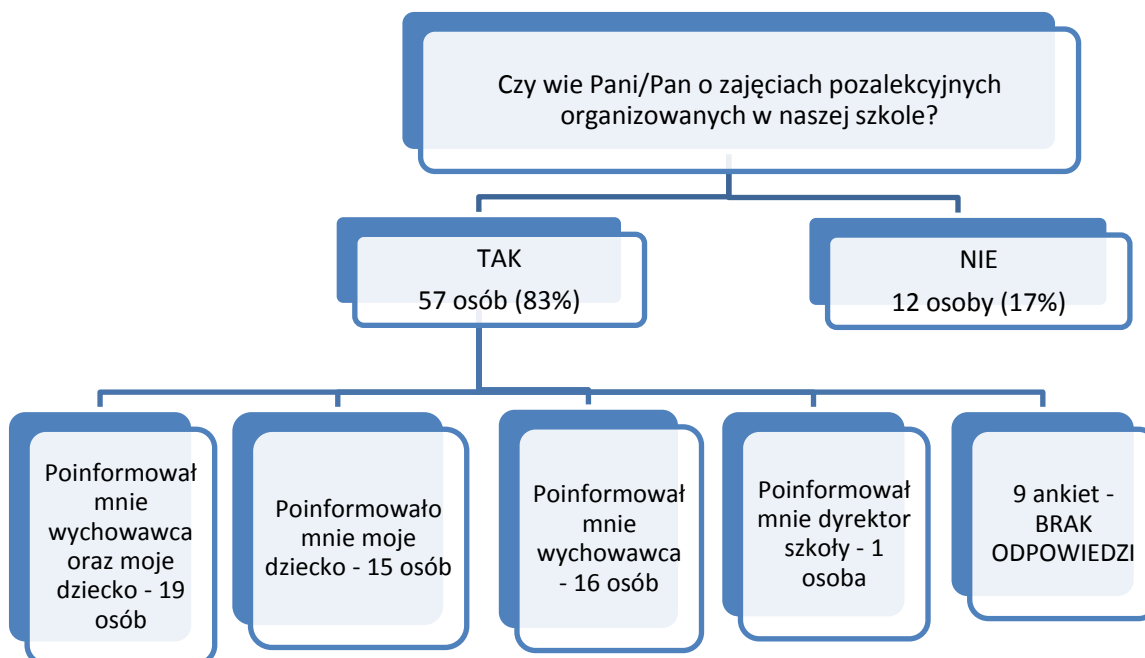 Czy wie Pani/Pan o zajęciach pozalekcyjnych
organizowanych w naszej szkole?
TAK
57 osób (83%)
NIE
12 osoby (17%)
Poinformował
mnie
wychowawca
oraz moje
dziecko - 19
osób
Poinformowało
mnie moje
dziecko - 15 osób
Poinformował
mnie
wychowawca
- 16 osób
Poinformował
mnie dyrektor
szkoły - 1
osoba
9 ankiet -
BRAK
ODPOWIEDZI